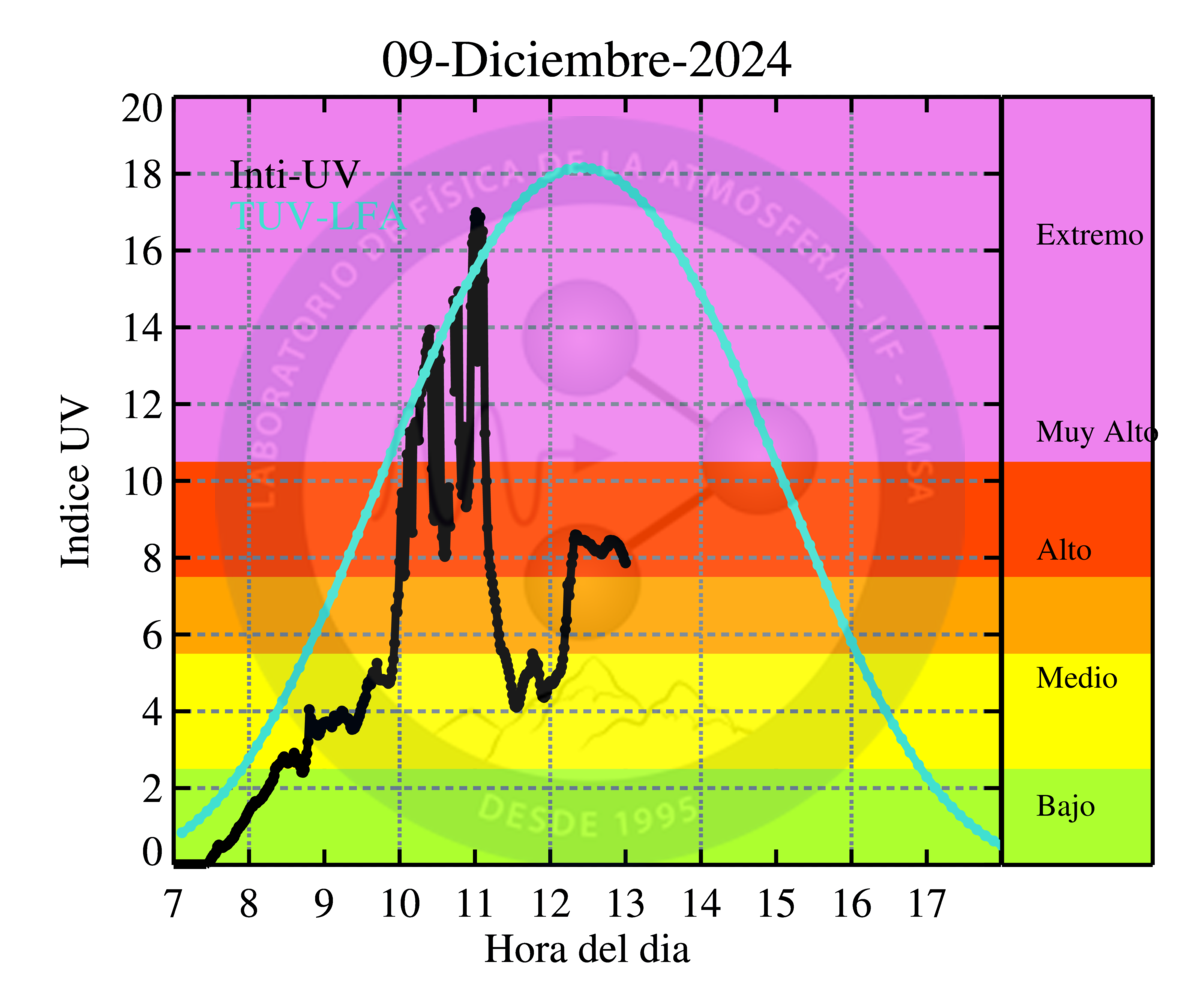 09-Diciembre-2024
20
18
16
14
12
10
8
6
4
2
0
Indice UV
Inti-UV
TUV-LFA
LABORATORIO DE FÍSICA DE LA ATMÓSFERA - IIF - UMSA
DESDE 1995
Extremo
Muy Alto
Alto
Medio
Bajo
7 8 9 10 11 12 13 14 15 16 17
Hora del dia